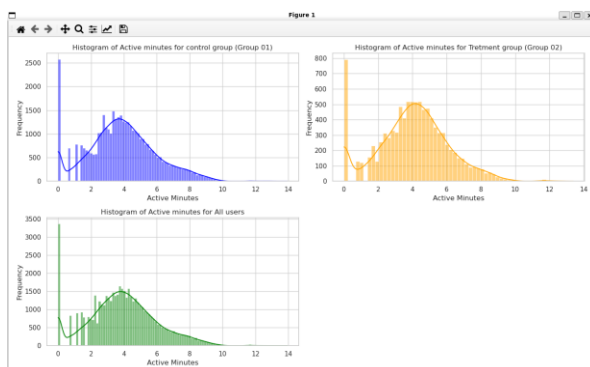 Figure 1
Histogram of Active minutes for control group (Group 01)
2500
2000
1500
1000
500
0
Frequency
0 2 4 6 8 10 12 14
Active Minutes
Histogram of Active minutes for Tretment group (Group 02)
800
700
600
500
400
300
200
100
0
Frequency
0 2 4 6 8 10 12 14
Active Minutes
Histogram of Active minutes for All users
3500
3000
2500
2000
1500
1000
500
0
Frequency
0 2 4 6 8 10 12 14
Active Minutes